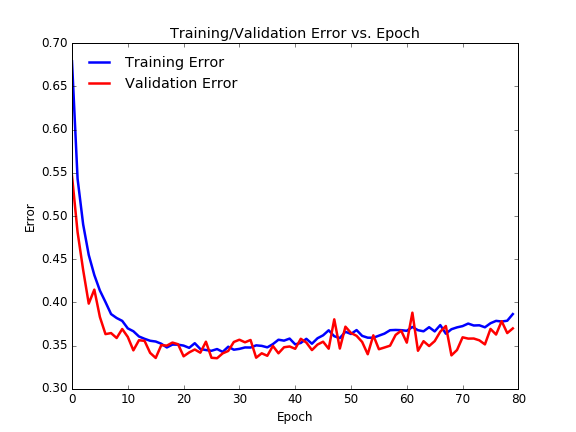 Training/Validation Error vs. Epoch
0.70
0.65
0.60
0.55
0.50
0.45
0.40
0.35
0.30
Error
Training Error
Validation Error
0 10 20 30 40 50 60 70 80
Epoch